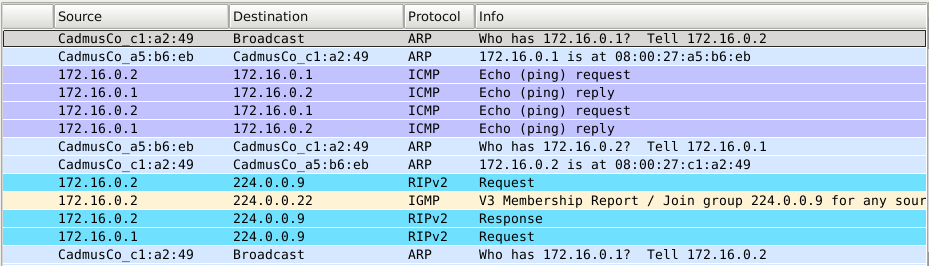 Source Destination Protocol Info
CadmusCo_c1:a2:49 Broadcast ARP Who has 172.16.0.1? Tell 172.16.0.2
CadmusCo_a5:b6:eb CadmusCo_c1:a2:49 ARP 172.16.0.1 is at 08:00:27:a5:b6:eb
172.16.0.2 172.16.0.1 ICMP Echo (ping) request
172.16.0.1 172.16.0.2 ICMP Echo (ping) reply
172.16.0.2 172.16.0.1 ICMP Echo (ping) request
172.16.0.1 172.16.0.2 ICMP Echo (ping) reply
CadmusCo_a5:b6:eb CadmusCo_c1:a2:49 ARP Who has 172.16.0.2? Tell 172.16.0.1
CadmusCo_c1:a2:49 CadmusCo_a5:b6:eb ARP 172.16.0.2 is at 08:00:27:c1:a2:49
172.16.0.2 224.0.0.9 RIPv2 Request
172.16.0.2 224.0.0.22 IGMP V3 Membership Report / Join group 224.0.0.9 for any sour
172.16.0.2 224.0.0.9 RIPv2 Response
172.16.0.1 224.0.0.9 RIPv2 Request
CadmusCo_c1:a2:49 Broadcast ARP Who has 172.16.0.1? Tell 172.16.0.2